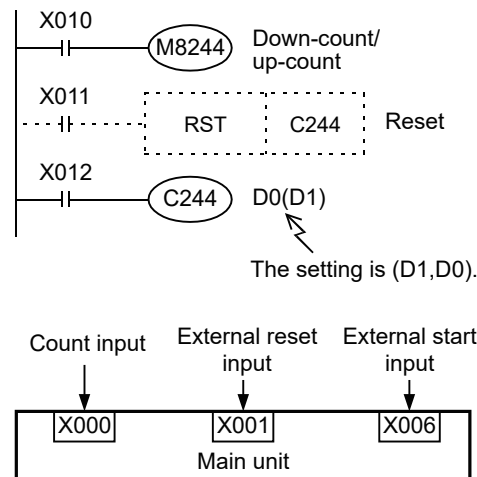 X010
M8244
Down-count/
up-count
X011
RST
C244
Reset
X012
C244
D0(D1)
The setting is (D1,D0).
Count input
External reset
input
External start
input
X000
X001
X006
Main unit